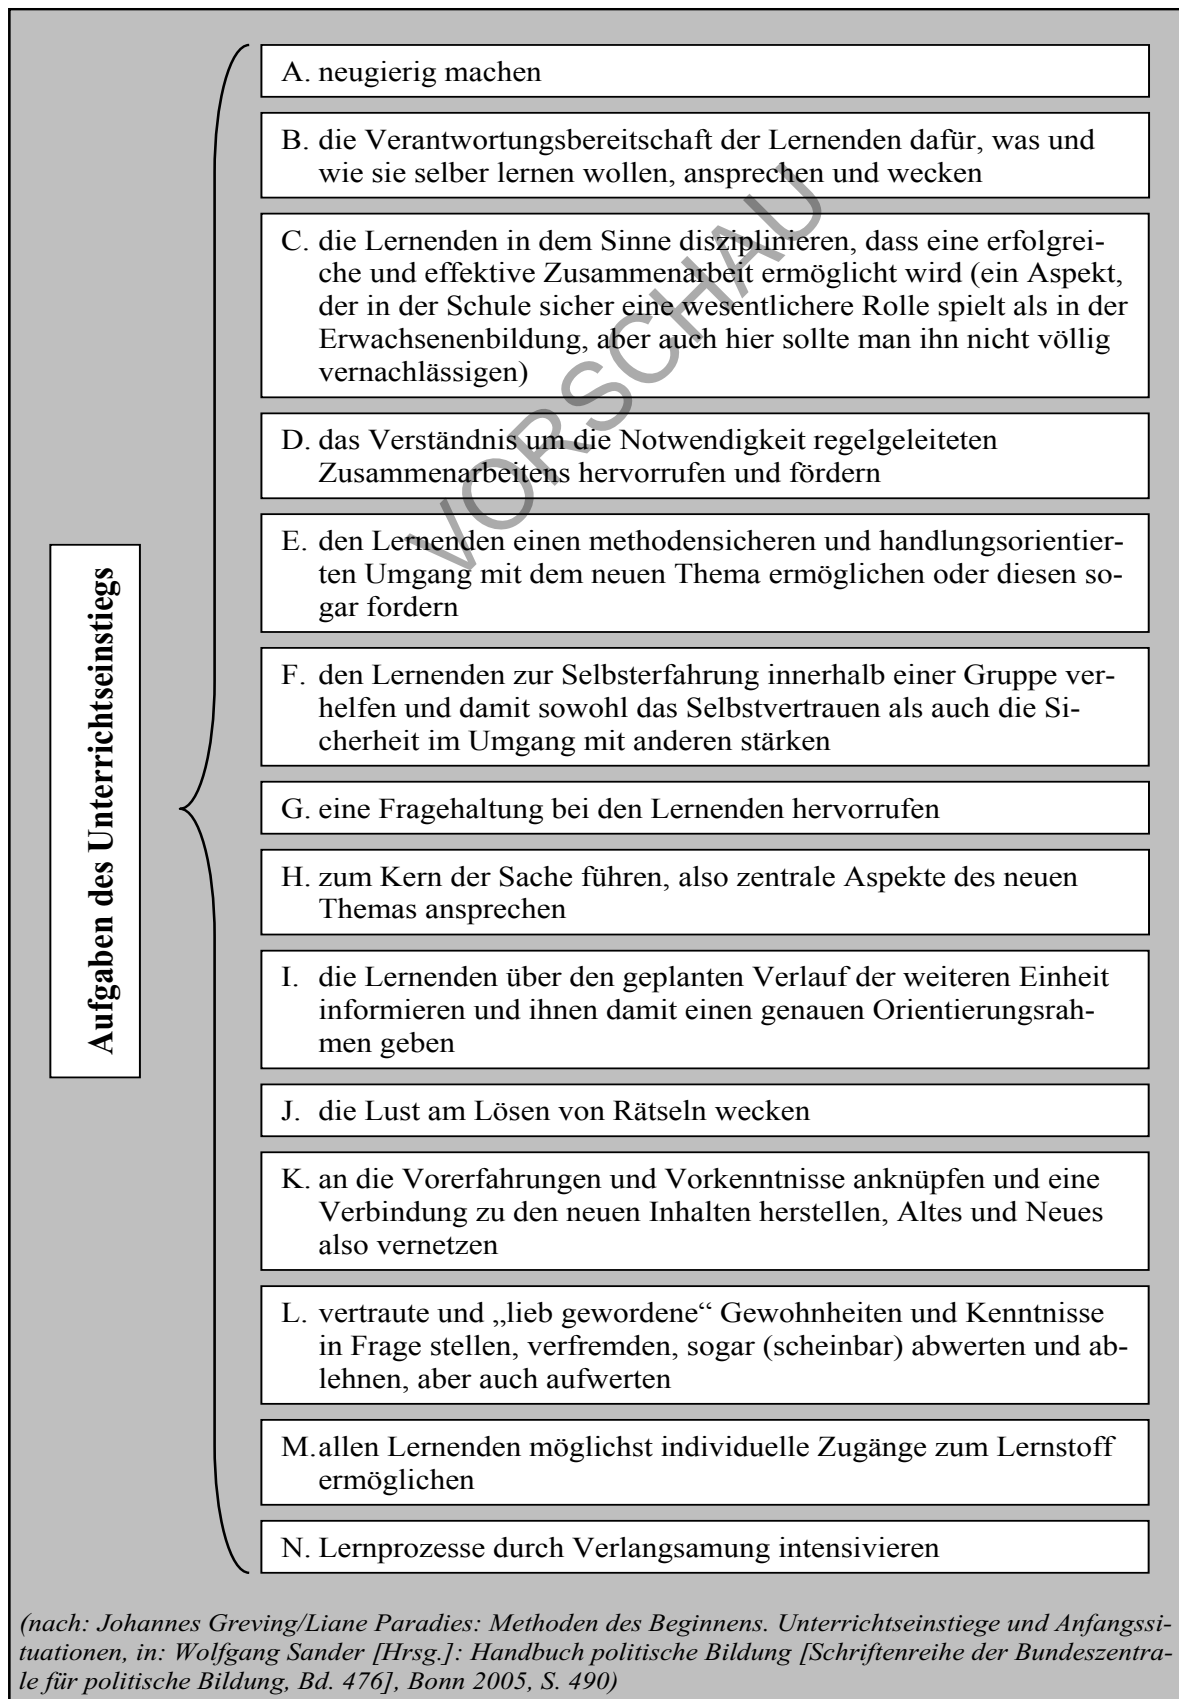 A. neugierig machen
B. die Verantwortungsbereitschaft der Lernenden dafür, was und
wie sie selber lernen wollen, ansprechen und wecken
C. die Lernenden in dem Sinne disziplinieren, dass eine erfolgrei-
che und effektive Zusammenarbeit ermöglicht wird (ein Aspekt,
der in der Schule sicher eine wesentlichere Rolle spielt als in der
Erwachsenenbildung, aber auch hier sollte man ihn nicht völlig
vernachlässigen)
D. das Verständnis um die Notwendigkeit regelgeleiteten
Zusammenarbeitens hervorrufen und fördern
E. den Lernenden einen methodensicheren und handlungsorientier-
ten Umgang mit dem neuen Thema ermöglichen oder diesen so-
gar fordern
F. den Lernenden zur Selbsterfahrung innerhalb einer Gruppe ver-
helfen und damit sowohl das Selbstvertrauen als auch die Si-
cherheit im Umgang mit anderen stärken
G. eine Fragehaltung bei den Lernenden hervorrufen
H. zum Kern der Sache führen, also zentrale Aspekte des neuen
Themas ansprechen
I. die Lernenden über den geplanten Verlauf der weiteren Einheit
informieren und ihnen damit einen genauen Orientierungsrah-
men geben
J. die Lust am Lösen von Rätseln wecken
K. an die Vorerfahrungen und Vorkenntnisse anknüpfen und eine
Verbindung zu den neuen Inhalten herstellen, Altes und Neues
also vernetzen
L. vertraute und „lieb gewordene“ Gewohnheiten und Kenntnisse
in Frage stellen, verfremden, sogar (scheinbar) abwerten und ab-
lehnen, aber auch aufwerten
M. allen Lernenden möglichst individuelle Zugänge zum Lernstoff
ermöglichen
N. Lernprozesse durch Verlangsamung intensivieren
Aufgaben des Unterrichtseinstiegs
VORSCHAU
(nach: Johannes Greving/Liane Paradies: Methoden des Beginnens. Unterrichtseinstiege und Anfangssi-
tuationen, in: Wolfgang Sander [Hrsg.]: Handbuch politische Bildung [Schriftenreihe der Bundeszentra-
le für politische Bildung, Bd. 476], Bonn 2005, S. 490)